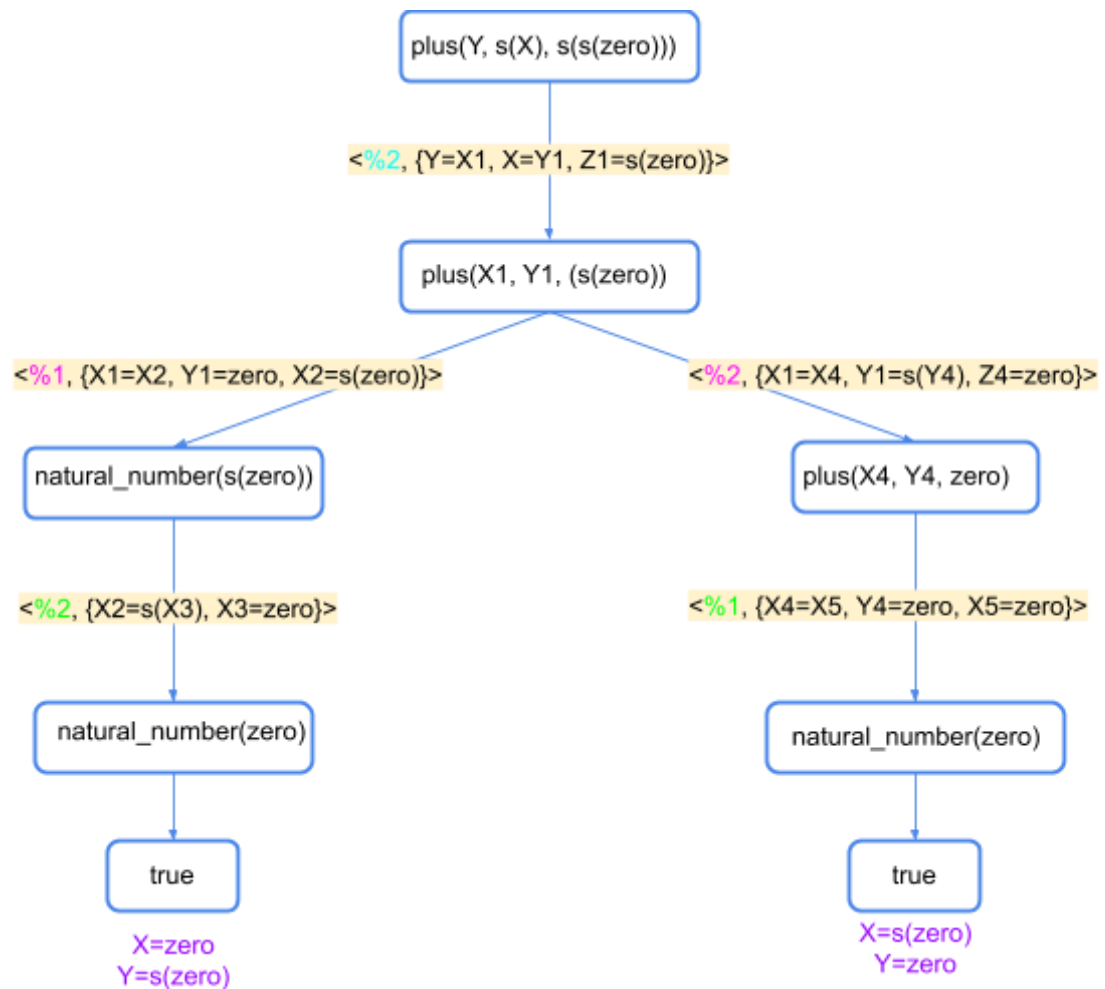 plus(Y, s(X), s(s(zero)))
<%2, {Y=X1, X=Y1, Z1=s(zero)}>
plus(X1, Y1, (s(zero))
<%1, {X1=X2, Y1=zero, X2=s(zero)}>
<%2, {X1=X4, Y1=s(Y4), Z4=zero}>
natural_number(s(zero))
plus(X4, Y4, zero)
<%2, {X2=s(X3), X3=zero}>
<%1, {X4=X5, Y4=zero, X5=zero}>
natural_number(zero)
natural_number(zero)
true
true
X=zero
Y=s(zero)
X=s(zero)
Y=zero